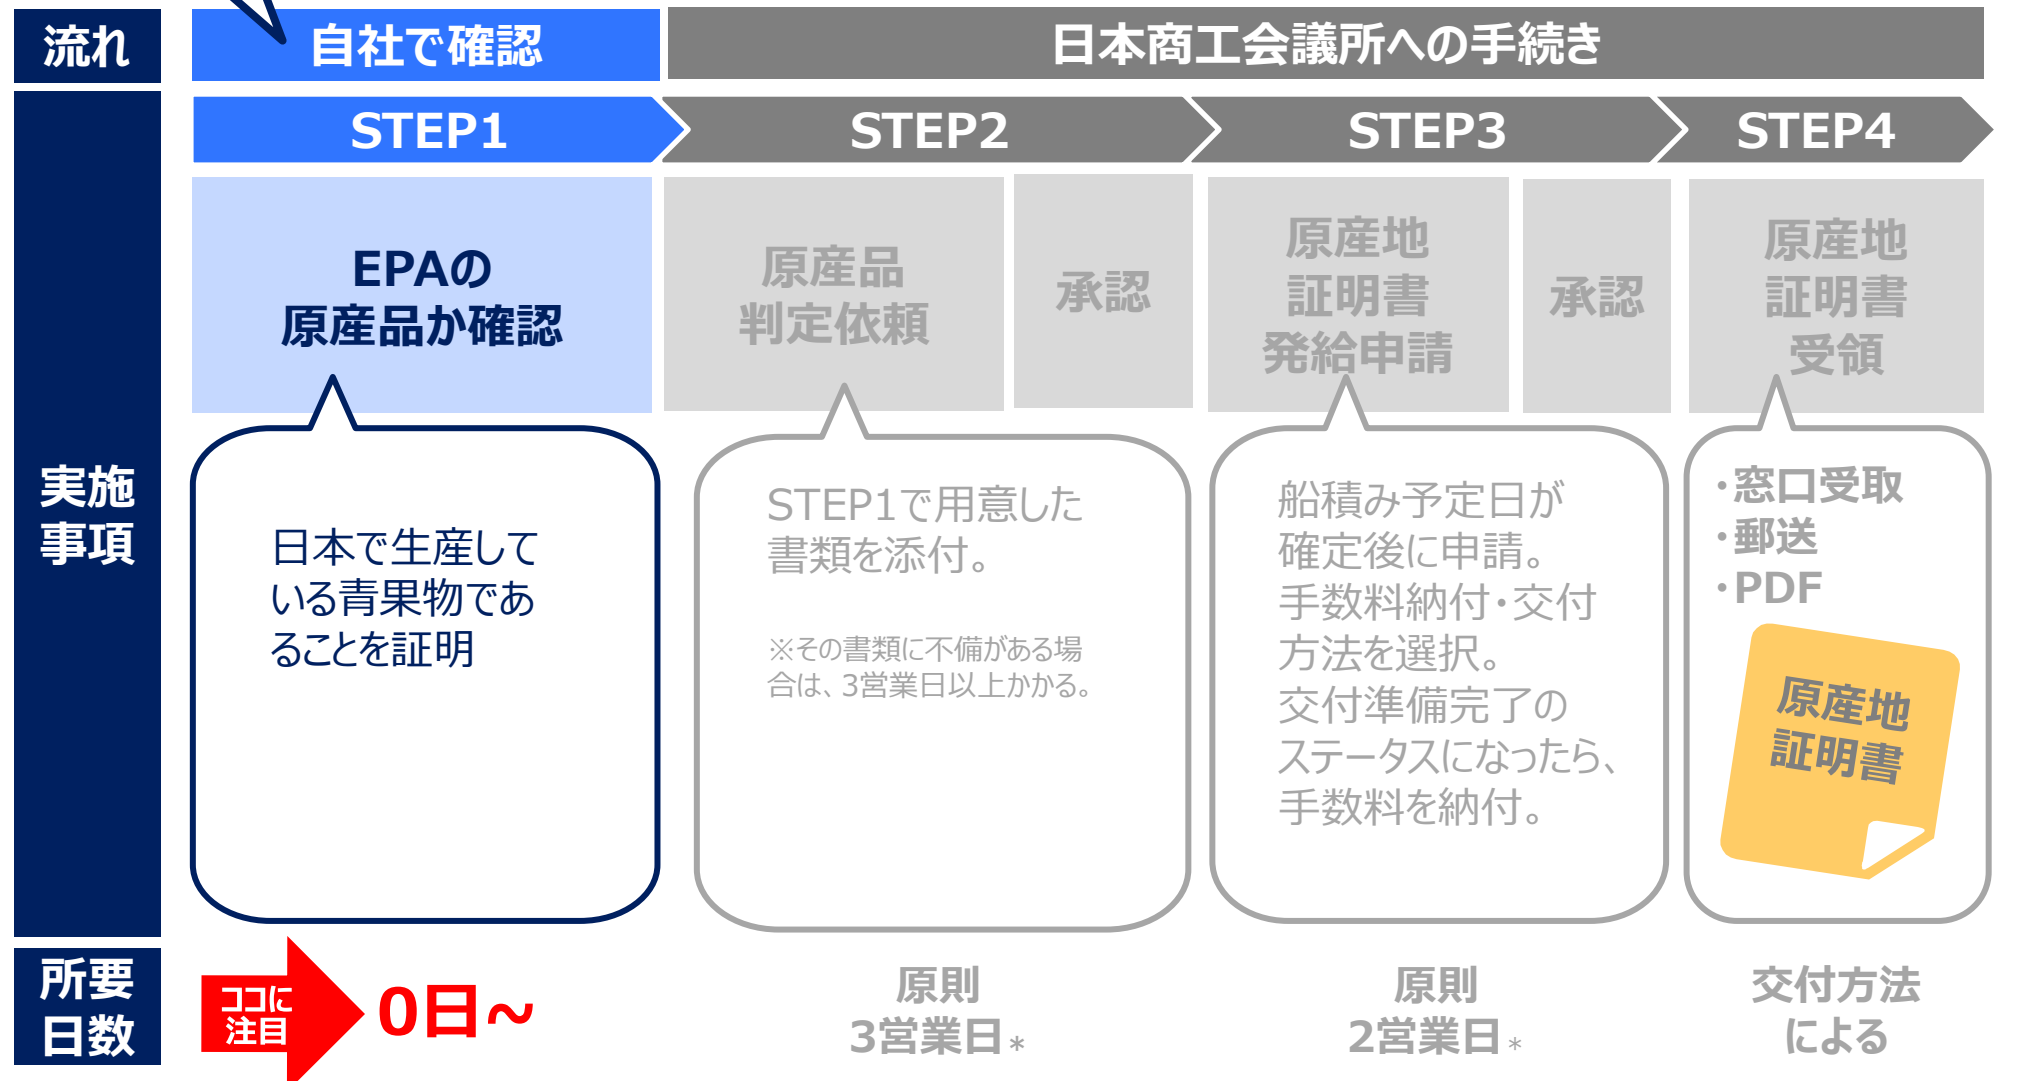 流れ
自社で確認
日本商工会議所への手続き
実施
事項
STEP1
STEP2
STEP3
STEP4
EPAの
原産品か確認
原産品
判定依頼
承認
原産地
証明書
発給申請
承認
原産地
証明書
受領
日本で生産して
いる青果物であ
ることを証明
STEP1で用意した
書類を添付。
※その書類に不備がある場
合は、3営業日以上かかる。
船積み予定日が
確定後に申請。
手数料納付・交付
方法を選択。
交付準備完了の
ステータスになったら、
手数料を納付。
・窓口受取
・郵送
・PDF
原産地
証明書
所要
日数
ココに
注目
0日~
原則
3営業日*
原則
2営業日*
交付方法
による